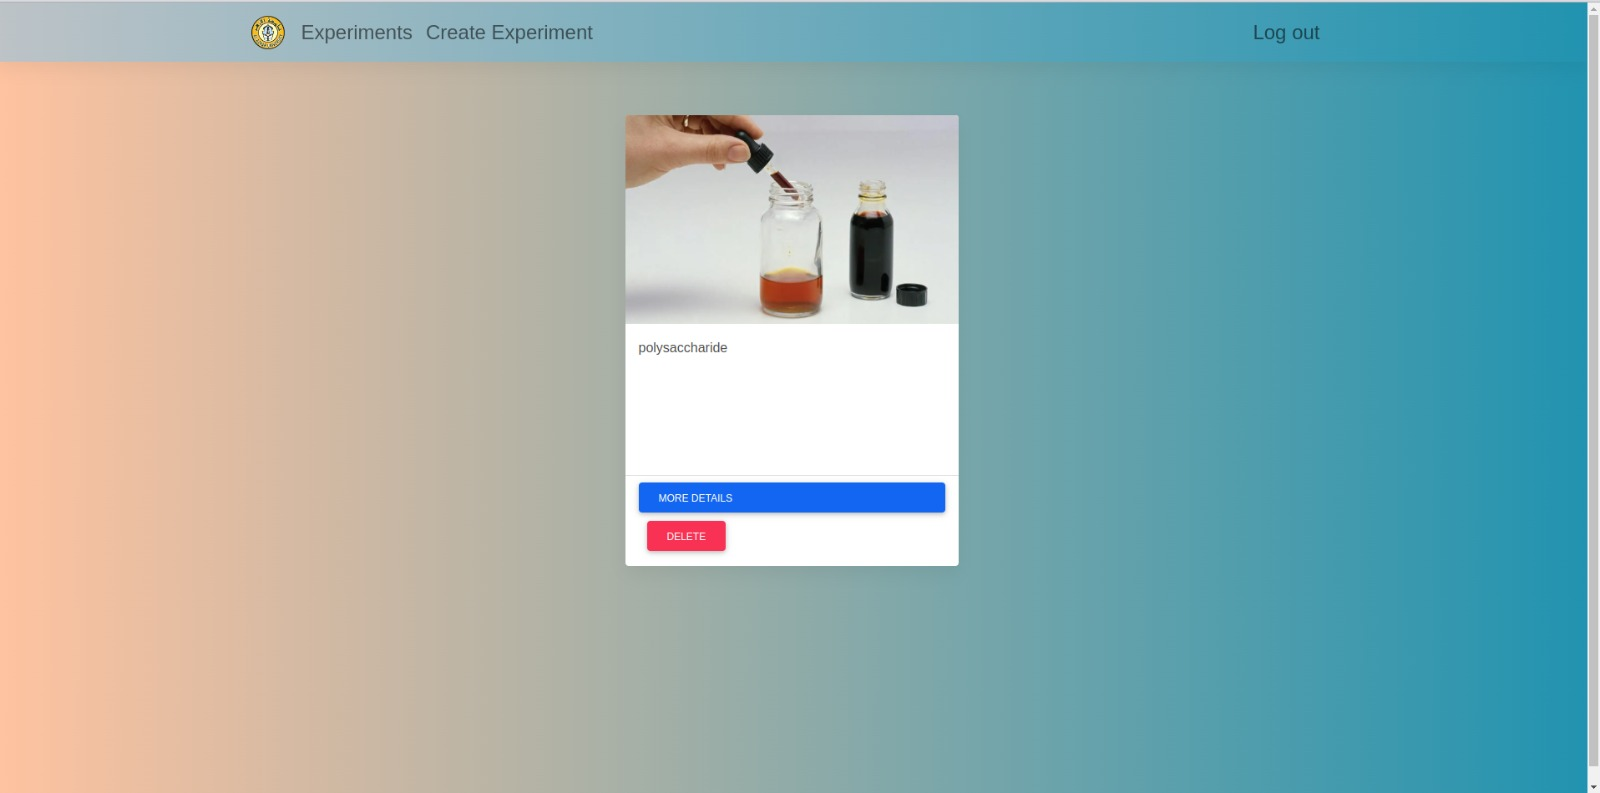 Experiments Create Experiment Log out
polysaccharide
MORE DETAILS
DELETE